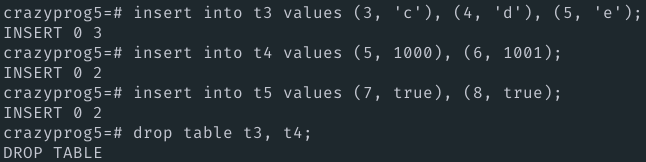 crazyprog5=# insert into t3 values (3, 'c'), (4, 'd'), (5, 'e');
INSERT 0 3
crazyprog5=# insert into t4 values (5, 1000), (6, 1001);
INSERT 0 2
crazyprog5=# insert into t5 values (7, true), (8, true);
INSERT 0 2
crazyprog5=# drop table t3, t4;
DROP TABLE